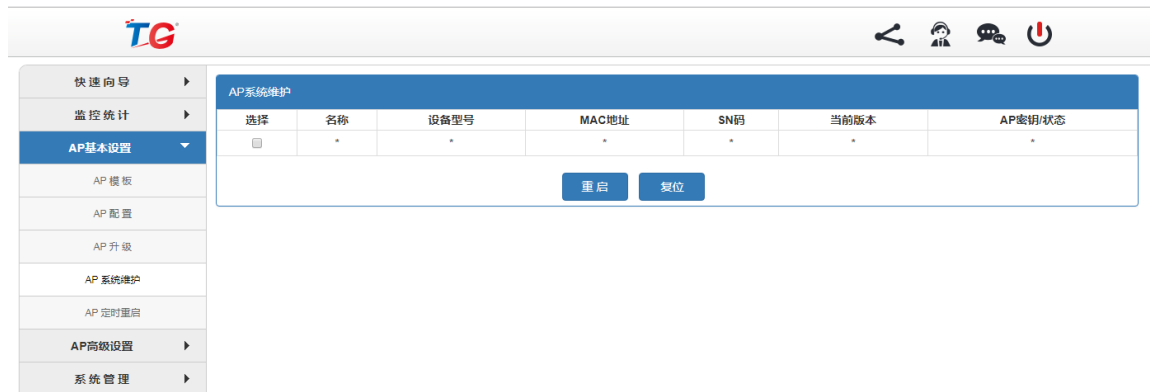 TG
快速向导
监控统计
AP基本设置
AP 模板
AP 配置
AP 升级
AP 系统维护
AP 定时重启
AP高级设置
系统管理
AP系统维护
选择 名称 设备型号 MAC地址 SN码 当前版本 AP密钥/状态
* * * * * *
重启 复位